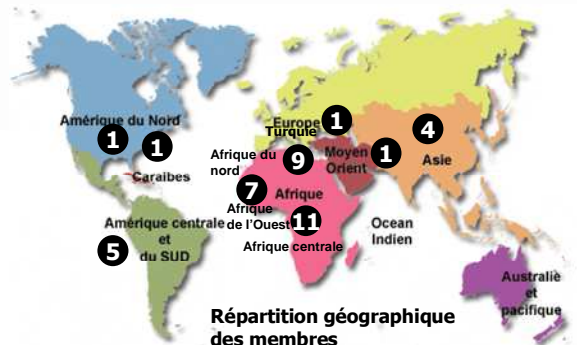 Amérique du Nord
1
1
Caraibes
Europe
1
Turquie
4
Asie
Moyen
Orient
1
Afrique du
nord
9
7
Afrique
Afrique
de l'Ouest
11
Afrique centrale
Ocean
Indien
Amérique centrale
et
du SUD
5
Australie
et
pacifique
Répartition géographique
des membres